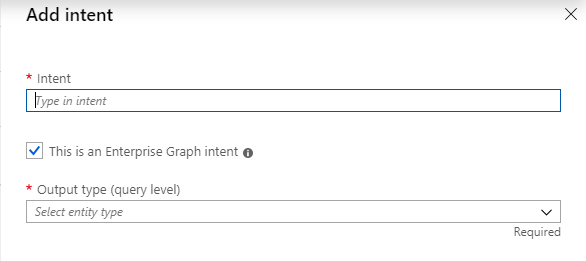 Add intent
* Intent
Type in intent
This is an Enterprise Graph intent
* Output type (query level)
Select entity type
Required